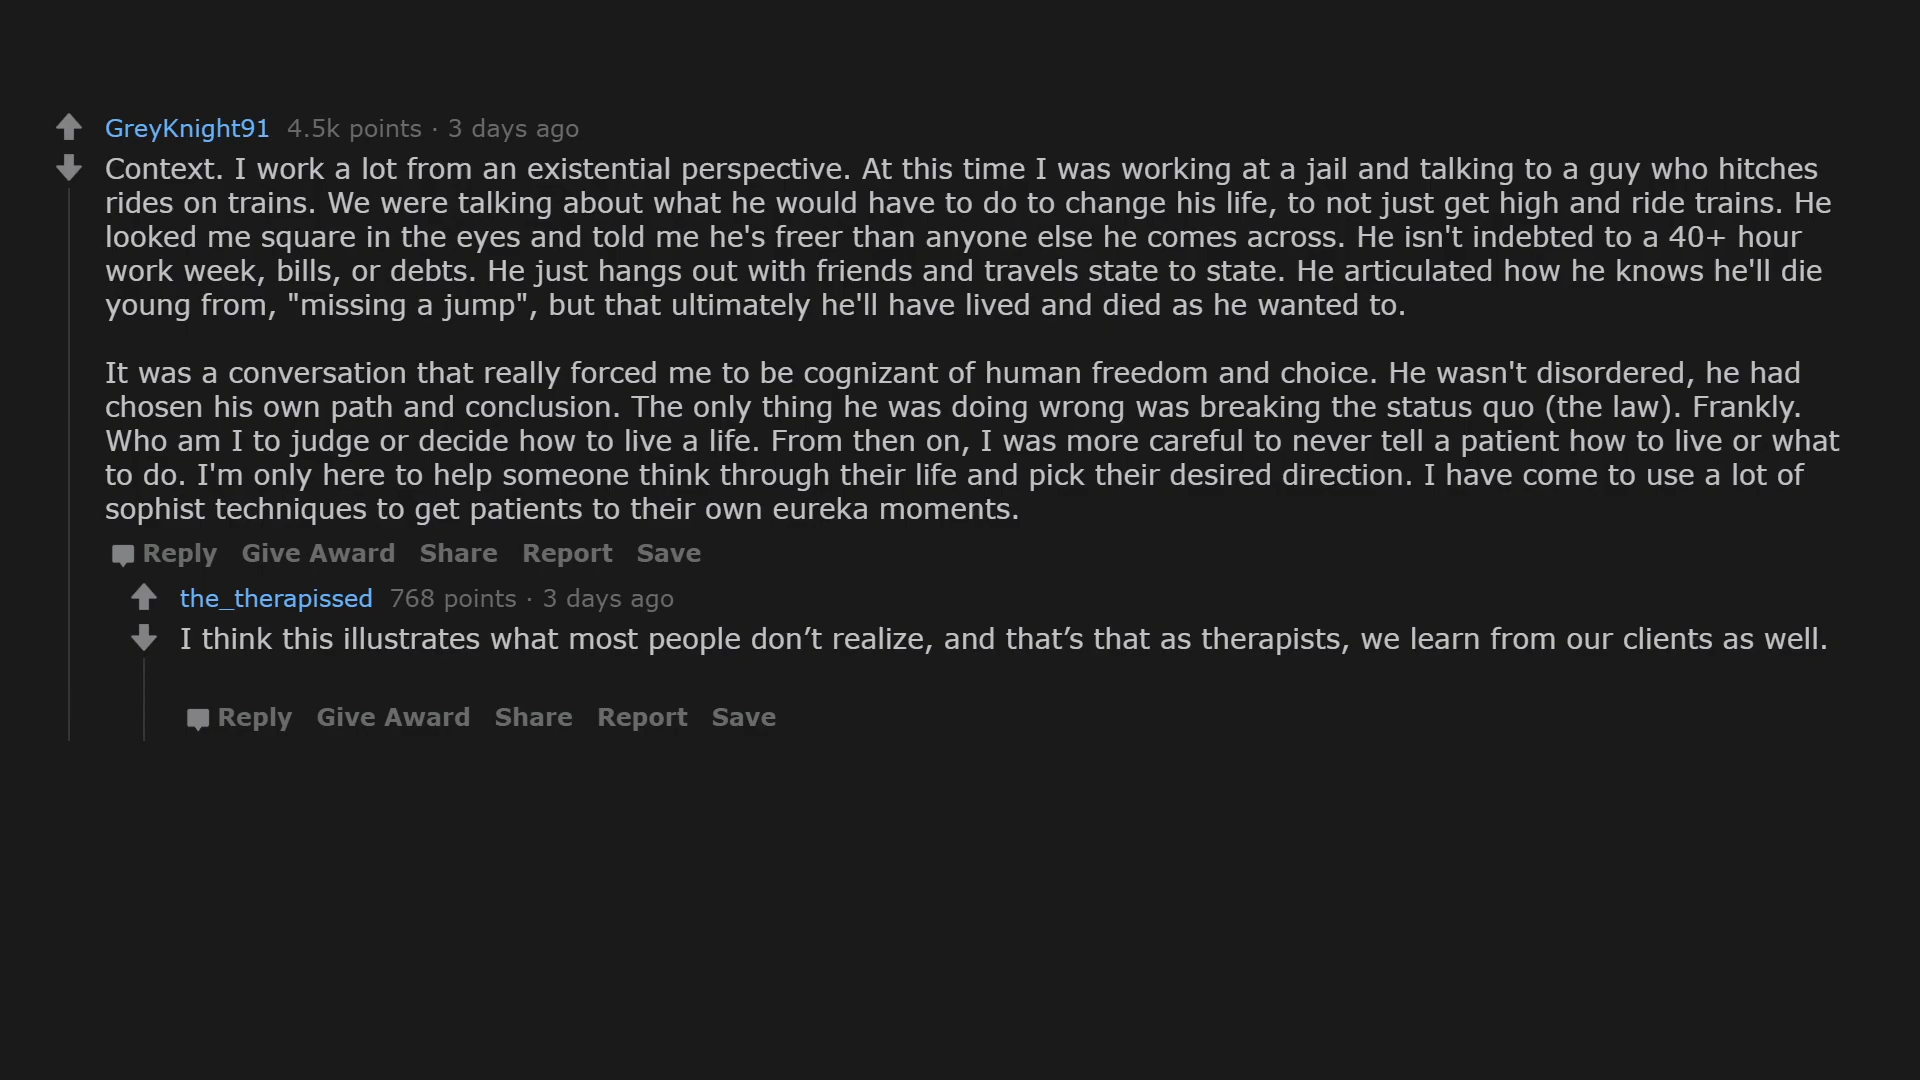 GreyKnight91 4.5k points · 3 days ago
Context. I work a lot from an existential perspective. At this time I was working at a jail and talking to a guy who hitches
rides on trains. We were talking about what he would have to do to change his life, to not just get high and ride trains. He
looked me square in the eyes and told me he's freer than anyone else he comes across. He isn't indebted to a 40+ hour
work week, bills, or debts. He just hangs out with friends and travels state to state. He articulated how he knows he'll die
young from, "missing a jump", but that ultimately he'll have lived and died as he wanted to.
It was a conversation that really forced me to be cognizant of human freedom and choice. He wasn't disordered, he had
chosen his own path and conclusion. The only thing he was doing wrong was breaking the status quo (the law). Frankly.
Who am I to judge or decide how to live a life. From then on, I was more careful to never tell a patient how to live or what
to do. I'm only here to help someone think through their life and pick their desired direction. I have come to use a lot of
sophist techniques to get patients to their own eureka moments.
Reply Give Award Share Report Save
the_therapissed 768 points · 3 days ago
I think this illustrates what most people don’t realize, and that’s that as therapists, we learn from our clients as well.
Reply Give Award Share Report Save